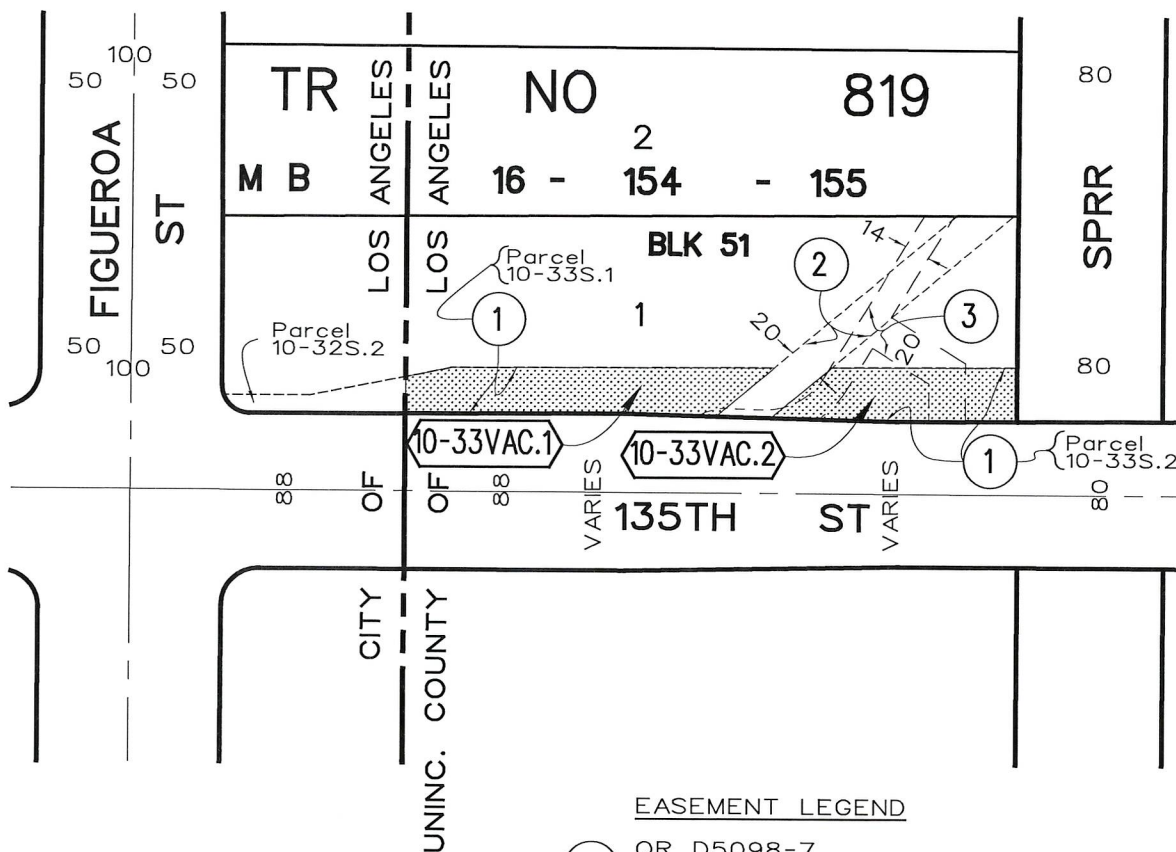 100
50 50
80
TR NO 819
2
M B 16 - 154 - 155
FIGUEROA
ST
LOS ANGELES
LOS ANGELES
SPRR
BLK 51
14
2
Parcel
10-33S.1
1
1
3
20
20
Parcel
10-32S.2
50 50
100
80
10-33VAC.1
10-33VAC.2
1
Parcel
10-33S.2
88
OF
OF
88
VARIES
135TH ST
VARIES
80
CITY
UNINC. COUNTY
EASEMENT LEGEND
OR D5098-7